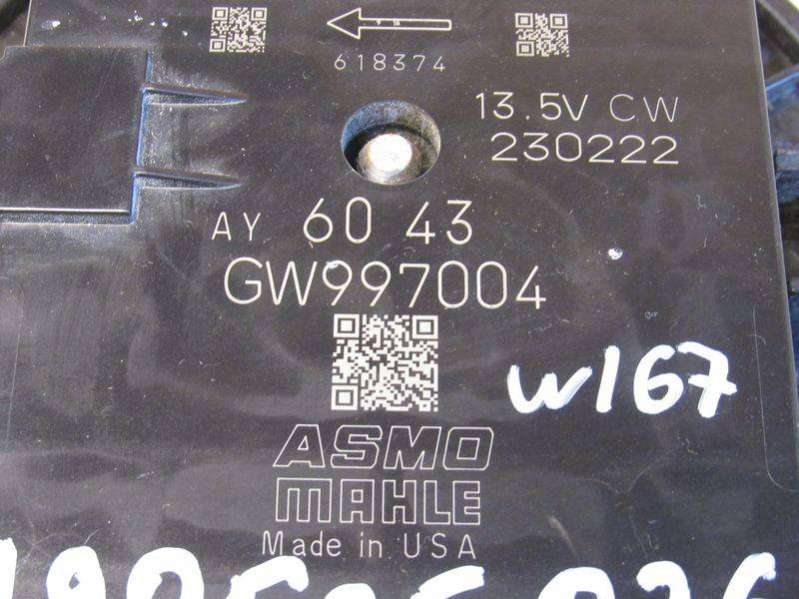 618374
13.5V CW
230222
AY 60 43
GW997004
W167
ASMO
MAHLE
Made in USA